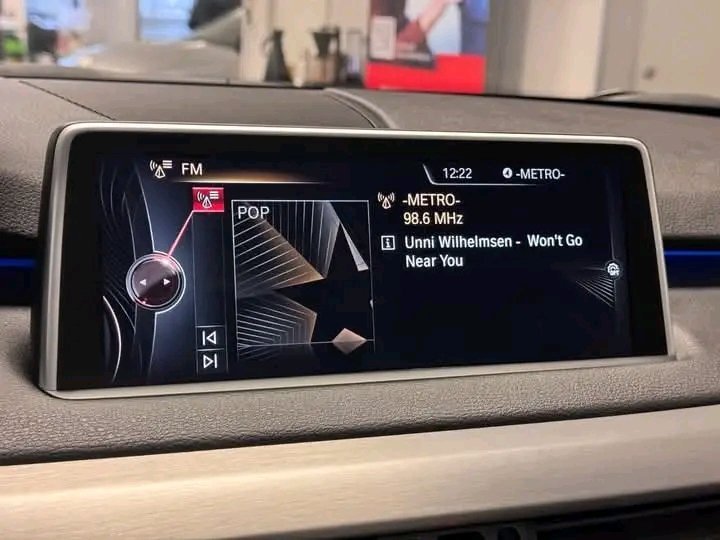 FM
12:22 -METRO-
POP
-METRO-
98.6 MHz
Unni Wilhelmsen - Won't Go
Near You